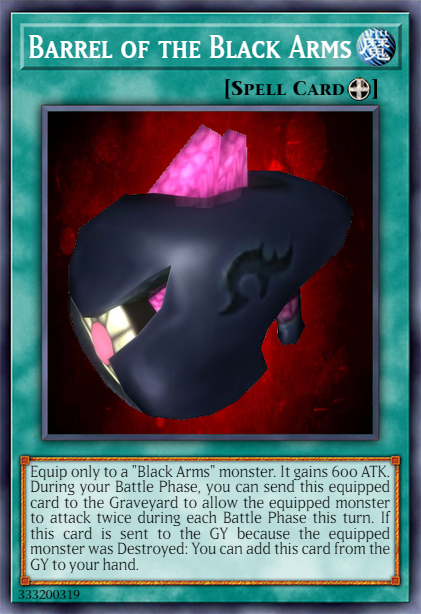 Barrel of the Black Arms
魔
[Spell Card]
Equip only to a "Black Arms" monster. It gains 600 ATK.
During your Battle Phase, you can send this equipped
card to the Graveyard to allow the equipped monster
to attack twice during each Battle Phase this turn. If
this card is sent to the GY because the equipped
monster was Destroyed: You can add this card from the
GY to your hand.
333200319